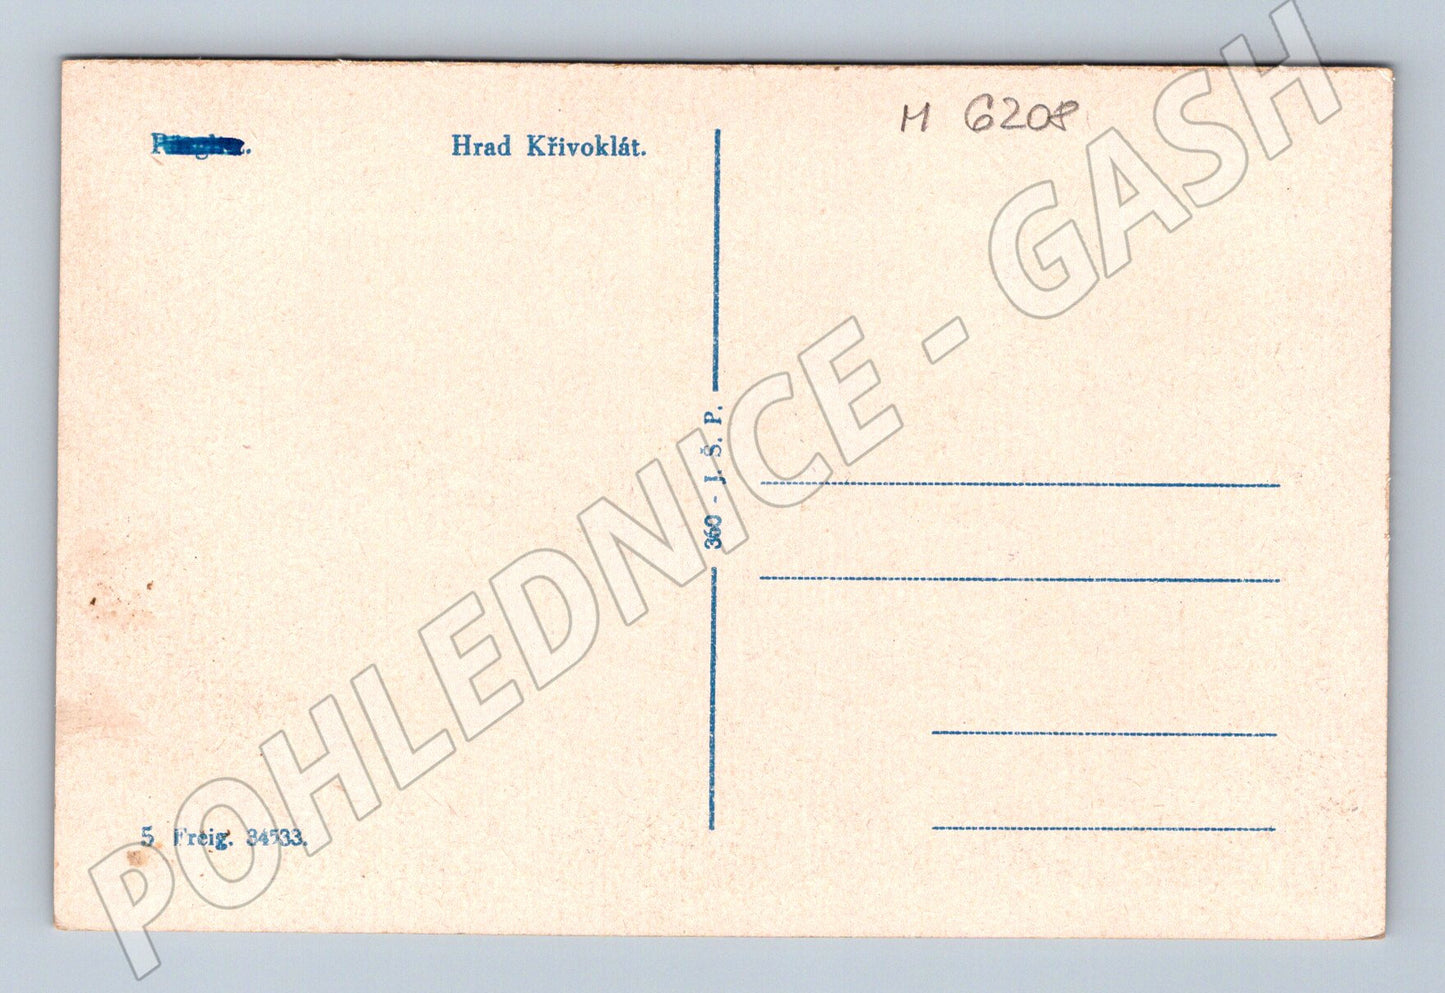 M 6208
Hrad Křivoklát.
360 - J. Š. P.
5 Freig. 34533.
POHLEDNICE - GASH